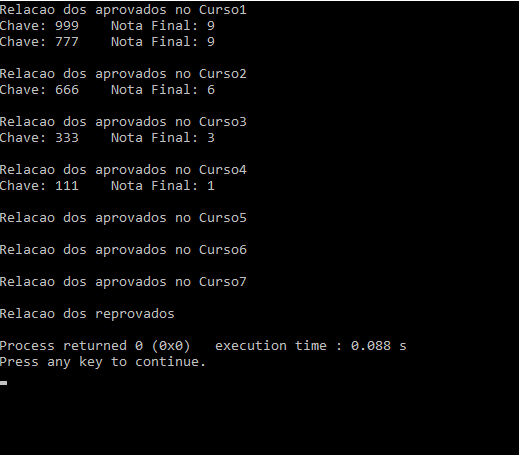 Relacao dos aprovados no Curso1
Chave: 999    Nota Final: 9
Chave: 777    Nota Final: 9
Relacao dos aprovados no Curso2
Chave: 666    Nota Final: 6
Relacao dos aprovados no Curso3
Chave: 333    Nota Final: 3
Relacao dos aprovados no Curso4
Chave: 111    Nota Final: 1
Relacao dos aprovados no Curso5
Relacao dos aprovados no Curso6
Relacao dos aprovados no Curso7
Relacao dos reprovados
Process returned 0 (0x0)   execution time : 0.088 s
Press any key to continue.